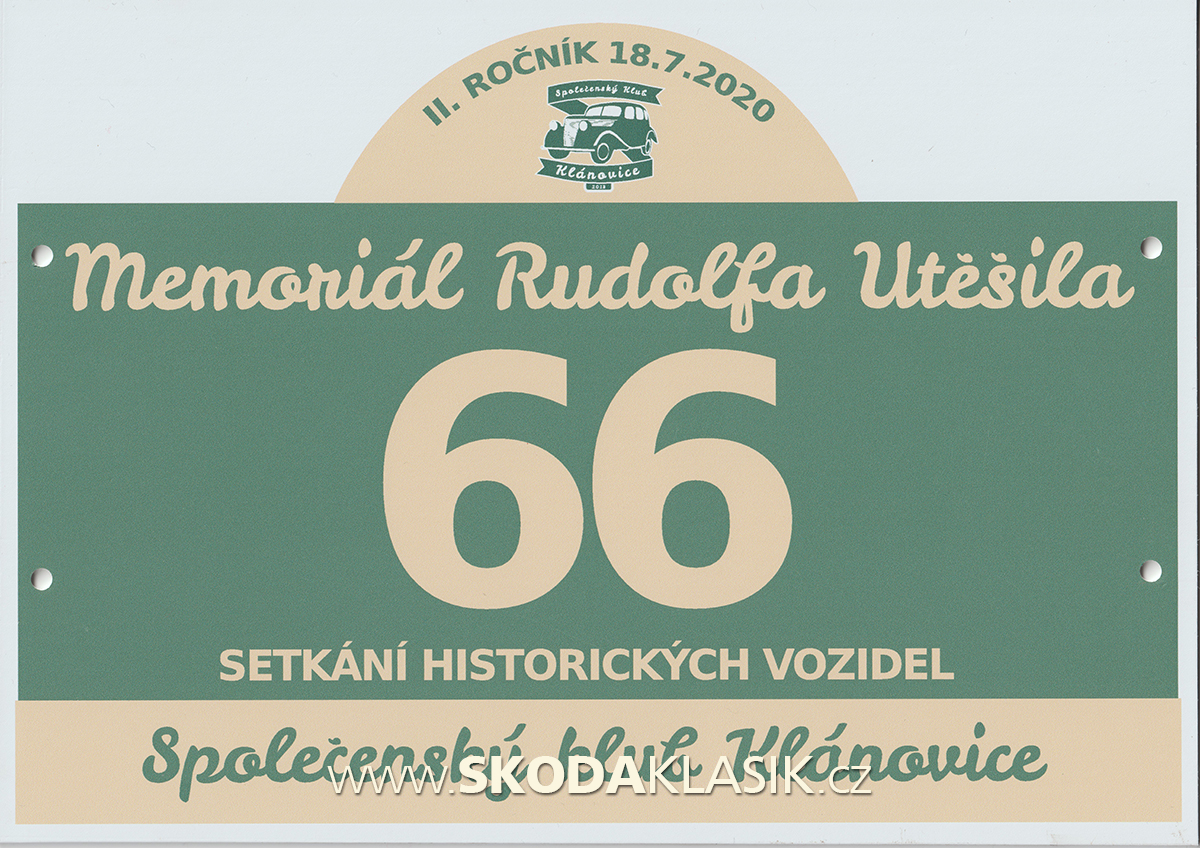 II. ROČNÍK 18.7.2020
Společenský Klub
Klánovice
2018
Memoriál Rudolfa Utěšila
66
SETKÁNÍ HISTORICKÝCH VOZIDEL
Společenský klub Klánovice
www.SKODAKLASIK.cz